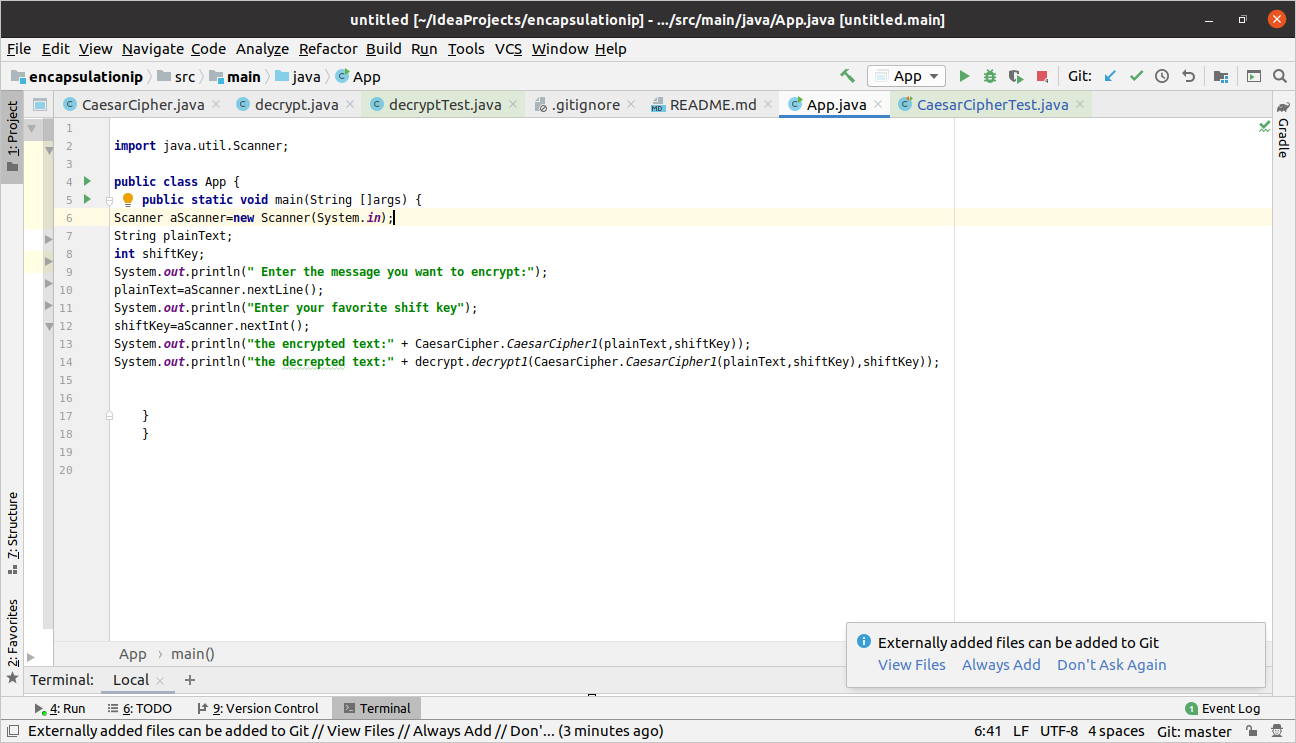 untitled [~/IdeaProjects/encapsulationip] - .../src/main/java/App.java [untitled.main]
File Edit View Navigate Code Analyze Refactor Build Run Tools VCS Window Help
encapsulationip src main java App App Git:
CaesarCipher.java decrypt.java decryptTest.java .gitignore README.md App.java CaesarCipherTest.java
1: Project
7: Structure
2: Favorites
Gradle
1
2 import java.util.Scanner;
3
4 public class App {
5 public static void main(String []args) {
6 Scanner aScanner=new Scanner(System.in);
7 String plainText;
8 int shiftKey;
9 System.out.println(" Enter the message you want to encrypt:");
10 plainText=aScanner.nextLine();
11 System.out.println("Enter your favorite shift key");
12 shiftKey=aScanner.nextInt();
13 System.out.println("the encrypted text:" + CaesarCipher.CaesarCipher1(plainText,shiftKey));
14 System.out.println("the decrepted text:" + decrypt.decrypt1(CaesarCipher.CaesarCipher1(plainText,shiftKey),shiftKey));
15
16
17 }
18 }
19
20
App main()
Externally added files can be added to Git
View Files Always Add Don't Ask Again
Terminal: Local
4: Run 6: TODO 9: Version Control Terminal 1 Event Log
Externally added files can be added to Git // View Files // Always Add // Don'... (3 minutes ago) 6:41 LF UTF-8 4 spaces Git: master